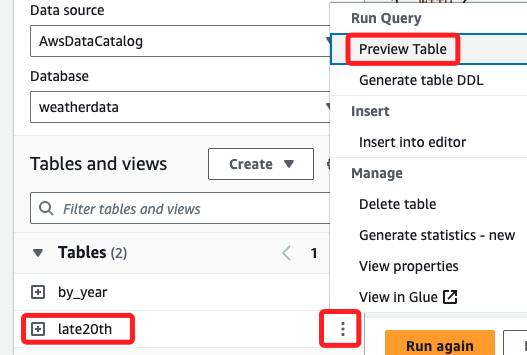 Data source
AwsDataCatalog
Database
weatherdata
Tables and views
Create
Filter tables and views
Tables (2)
1
by_year
late20th
Run Query
Preview Table
Generate table DDL
Insert
Insert into editor
Manage
Delete table
Generate statistics - new
View properties
View in Glue
Run again